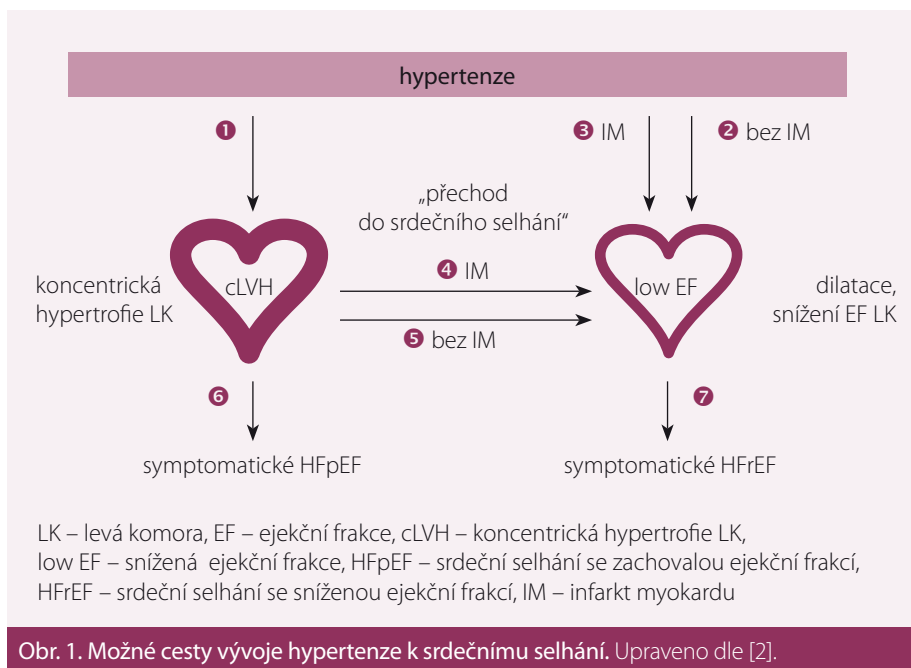 hypertenze
❶
❸ IM
❷ bez IM
„přechod
do srdečního selhání“
koncentrická
hypertrofie LK
cLVH
❹ IM
❺ bez IM
low EF
dilatace,
snížení EF LK
❻
❼
symptomatické HFpEF
symptomatické HFrEF
LK – levá komora, EF – ejekční frakce, cLVH – koncentrická hypertrofie LK,
low EF – snížená ejekční frakce, HFpEF – srdeční selhání se zachovalou ejekční frakcí,
HFrEF – srdeční selhání se sníženou ejekční frakcí, IM – infarkt myokardu
Obr. 1. Možné cesty vývoje hypertenze k srdečnímu selhání. Upraveno dle [2].